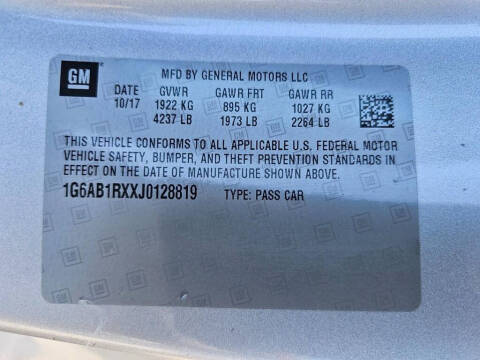 GM
MFD BY GENERAL MOTORS LLC
DATE GVWR GAWR FRT GAWR RR
10/17 1922 KG 895 KG 1027 KG
4237 LB 1973 LB 2264 LB
THIS VEHICLE CONFORMS TO ALL APPLICABLE U.S. FEDERAL MOTOR
VEHICLE SAFETY, BUMPER, AND THEFT PREVENTION STANDARDS IN
EFFECT ON THE DATE OF MANUFACTURE SHOWN ABOVE.
1G6AB1RXXJ0128819 TYPE: PASS CAR